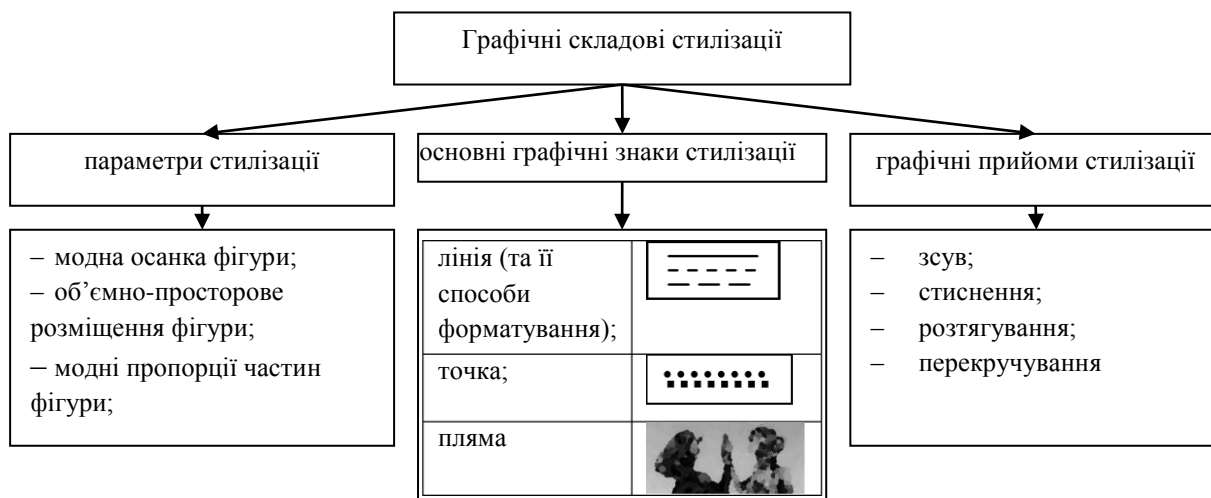 Графічні складові стилізації
параметри стилізації
основні графічні знаки стилізації
графічні прийоми стилізації
– модна осанка фігури;
– об’ємно-просторове
розміщення фігури;
– модні пропорції частин
фігури;
лінія (та її
способи
форматування);
точка;
пляма
– зсув;
– стиснення;
– розтягування;
– перекручування